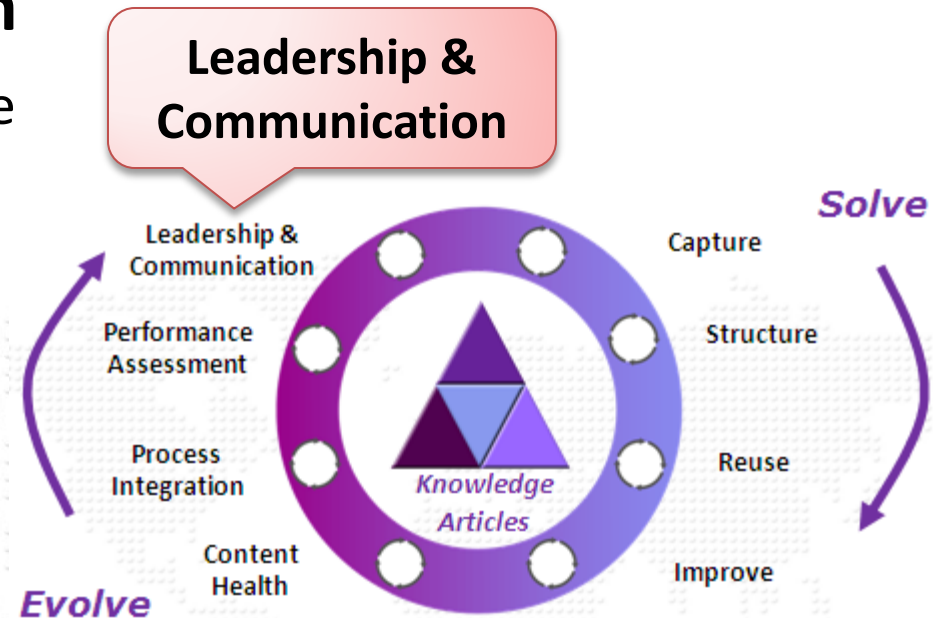 n
e
Leadership &
Communication
Solve
Leadership &
Communication
Capture
Performance
Assessment
Structure
Process
Integration
Reuse
Knowledge
Articles
Content
Health
Improve
Evolve